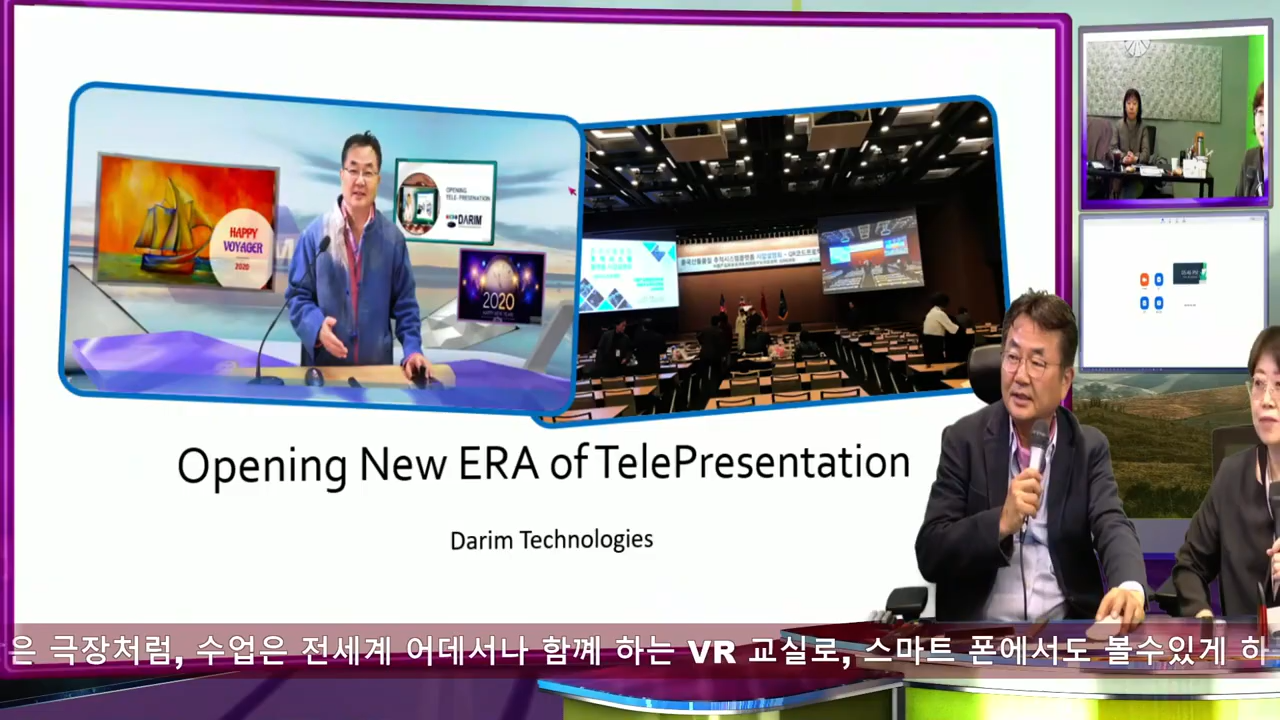 HAPPY
VOYAGER
2020
OPENING
TELE- PRESENATION
DARIM
2020
Opening New ERA of TelePresentation
Darim Technologies
은 극장처럼, 수업은 전세계 어데서나 함께 하는 VR 교실로, 스마트 폰에서도 볼수있게 하